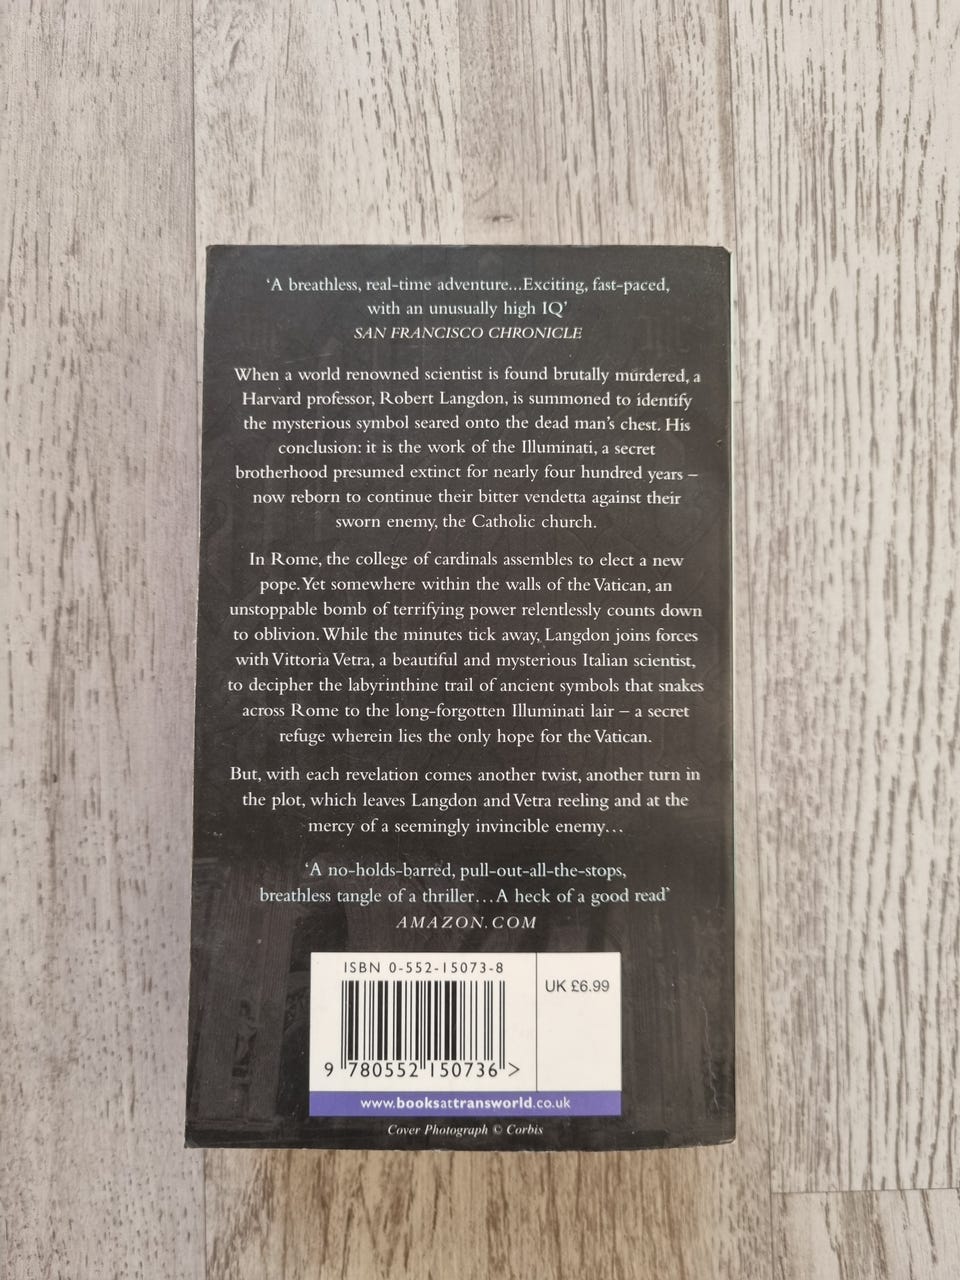 ‘A breathless, real-time adventure...Exciting, fast-paced,
with an unusually high IQ’
SAN FRANCISCO CHRONICLE
When a world renowned scientist is found brutally murdered, a
Harvard professor, Robert Langdon, is summoned to identify
the mysterious symbol seared onto the dead man's chest. His
conclusion: it is the work of the Illuminati, a secret
brotherhood presumed extinct for nearly four hundred years –
now reborn to continue their bitter vendetta against their
sworn enemy, the Catholic church.
In Rome, the college of cardinals assembles to elect a new
pope. Yet somewhere within the walls of the Vatican, an
unstoppable bomb of terrifying power relentlessly counts down
to oblivion. While the minutes tick away, Langdon joins forces
with Vittoria Vetra, a beautiful and mysterious Italian scientist,
to decipher the labyrinthine trail of ancient symbols that snakes
across Rome to the long-forgotten Illuminati lair – a secret
refuge wherein lies the only hope for the Vatican.
But, with each revelation comes another twist, another turn in
the plot, which leaves Langdon and Vetra reeling and at the
mercy of a seemingly invincible enemy...
‘A no-holds-barred, pull-out-all-the-stops,
breathless tangle of a thriller...A heck of a good read’
AMAZON.COM
ISBN 0-552-15073-8
UK £6.99
9 780552 150736 >
www.booksattransworld.co.uk
Cover Photograph © Corbis